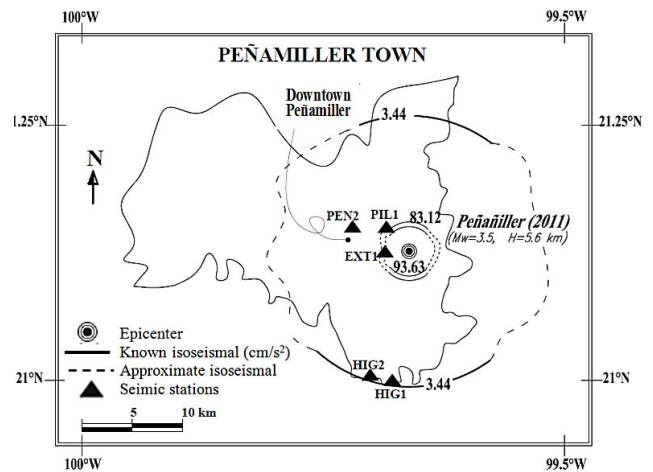 100°W
99.5°W
PEÑAMILLER TOWN
Downtown
Peñamiller
3.44
1.25°N
21.25°N
N
PEN2
PIL1
83.12
Peñañiller (2011)
(Mw=3.5, H=5.6 km)
EXT1
93.63
Epicenter
Known isoseismal (cm/s²)
Approximate isoseismal
Seimic stations
HIG2
HIG1
3.44
21°N
21°N
5
10 km
100°W
99.5°W